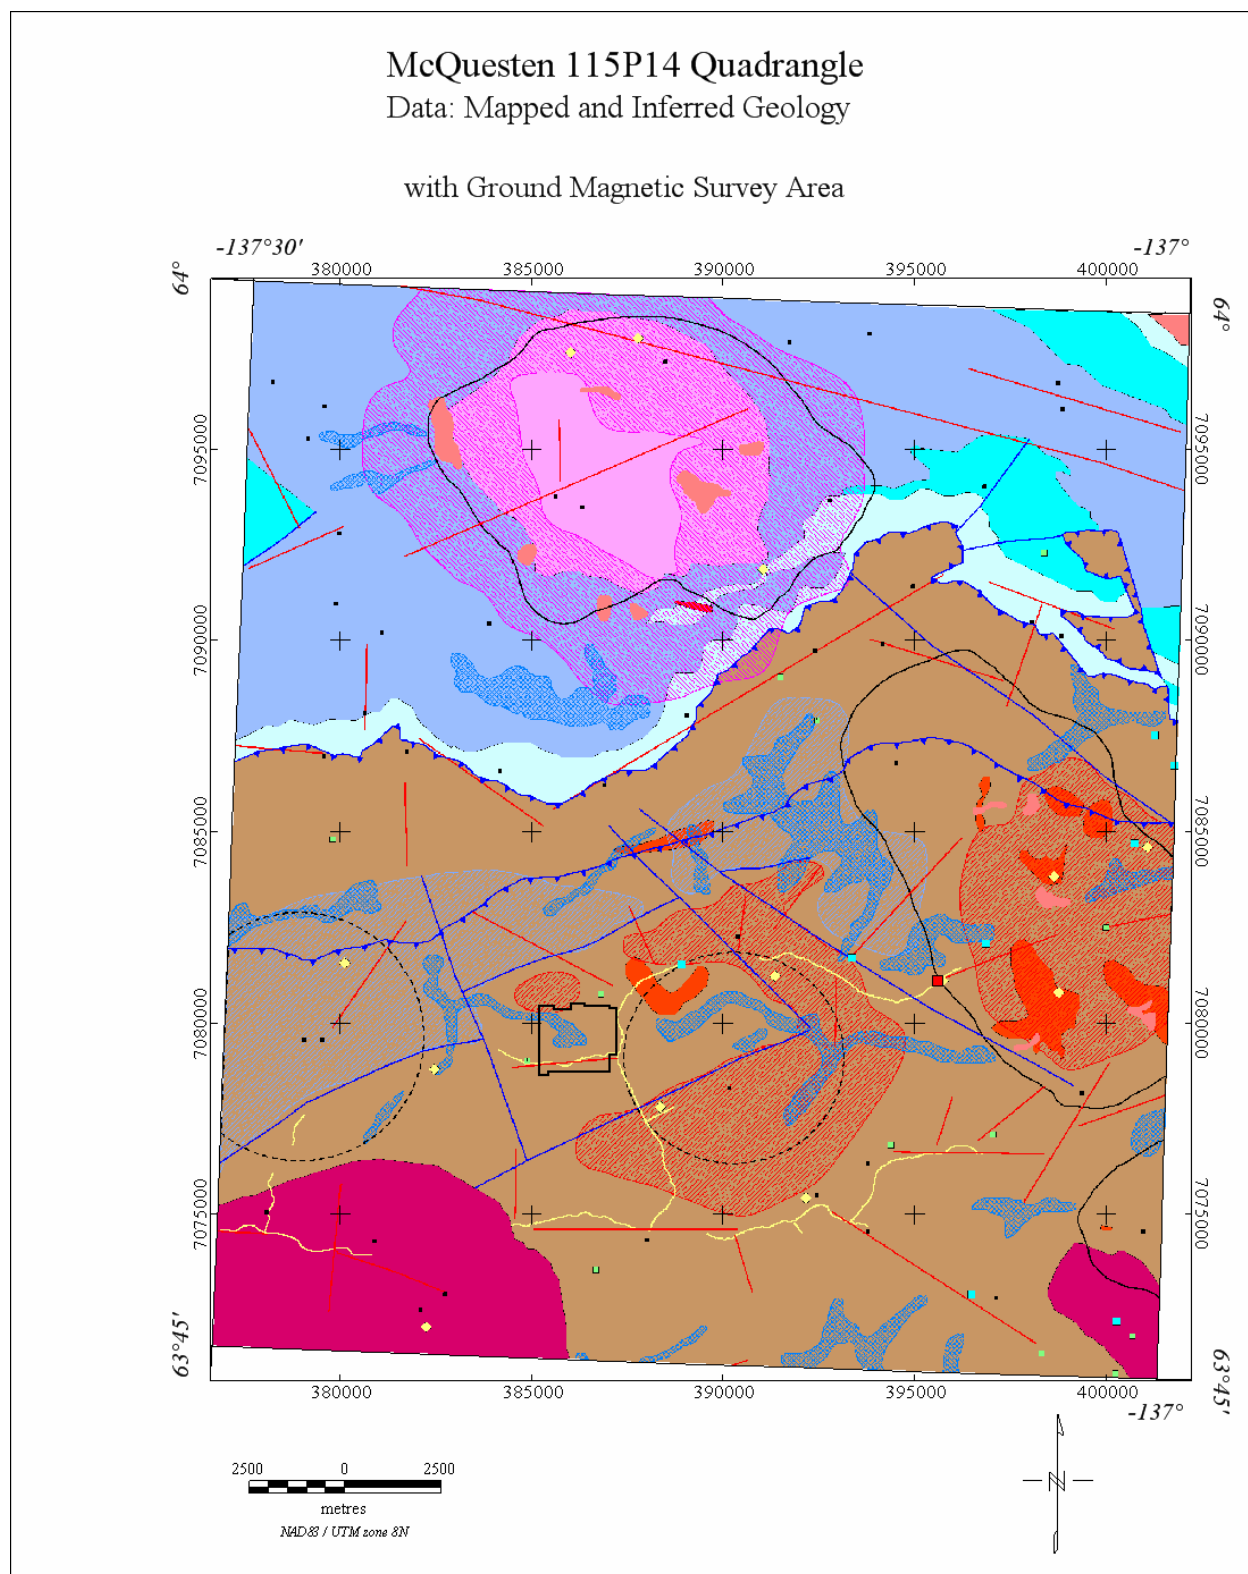 McQuesten 115P14 Quadrangle
Data: Mapped and Inferred Geology
with Ground Magnetic Survey Area
-137°30' -137°
380000 385000 390000 395000 400000
64° 64°
7095000 7095000
7090000 7090000
7085000 7085000
7080000 7080000
7075000 7075000
63°45' 63°45'
380000 385000 390000 395000 400000
-137°
2500 0 2500
metres
NAD83 / UTM zone 8N
N